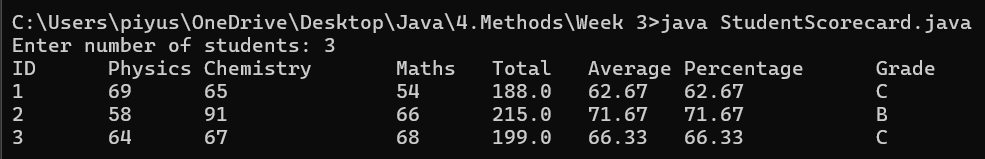 C:\Users\piyus\OneDrive\Desktop\Java\4.Methods\Week 3>java StudentScorecard.java
Enter number of students: 3
ID Physics Chemistry Maths Total Average Percentage Grade
1 69 65 54 188.0 62.67 62.67 C
2 58 91 66 215.0 71.67 71.67 B
3 64 67 68 199.0 66.33 66.33 C